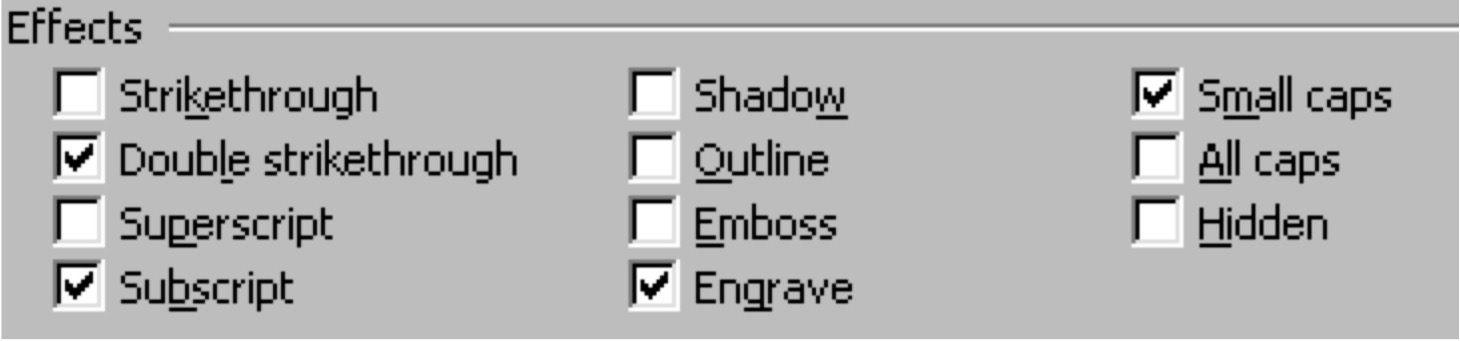 Effects
Strikethrough Shadow Small caps
Double strikethrough Outline All caps
Superscript Emboss Hidden
Subscript Engrave